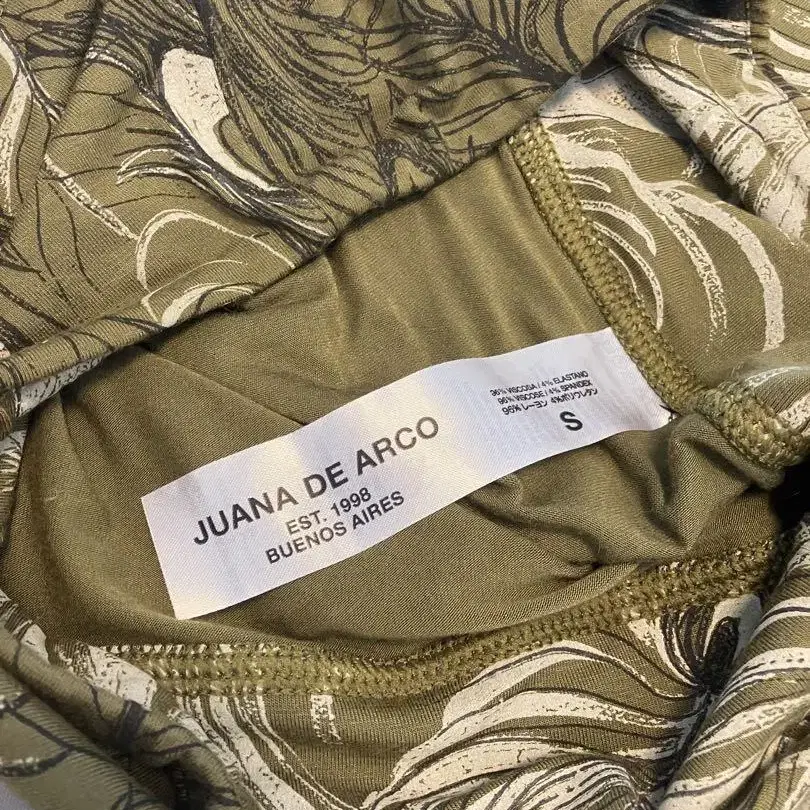 JUANA DE ARCO
EST. 1998
BUENOS AIRES
96% VISCOSA / 4% ELASTANO
96% VISCOSE / 4% SPANDEX
96% レーヨン 4%ポリウレタン
S